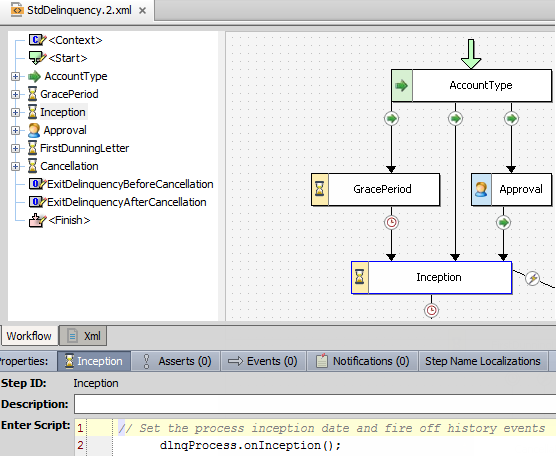 StdDelinquency.2.xml
<Context>
<Start>
AccountType
GracePeriod
Inception
Approval
FirstDunningLetter
Cancellation
ExitDelinquencyBeforeCancellation
ExitDelinquencyAfterCancellation
<Finish>
AccountType
GracePeriod
Approval
Inception
Workflow Xml
Properties: Inception Asserts (0) Events (0) Notifications (0) Step Name Localizations
Step ID: Inception
Description:
Enter Script: 1 // Set the process inception date and fire off history events
2 dlnqProcess.onInception();